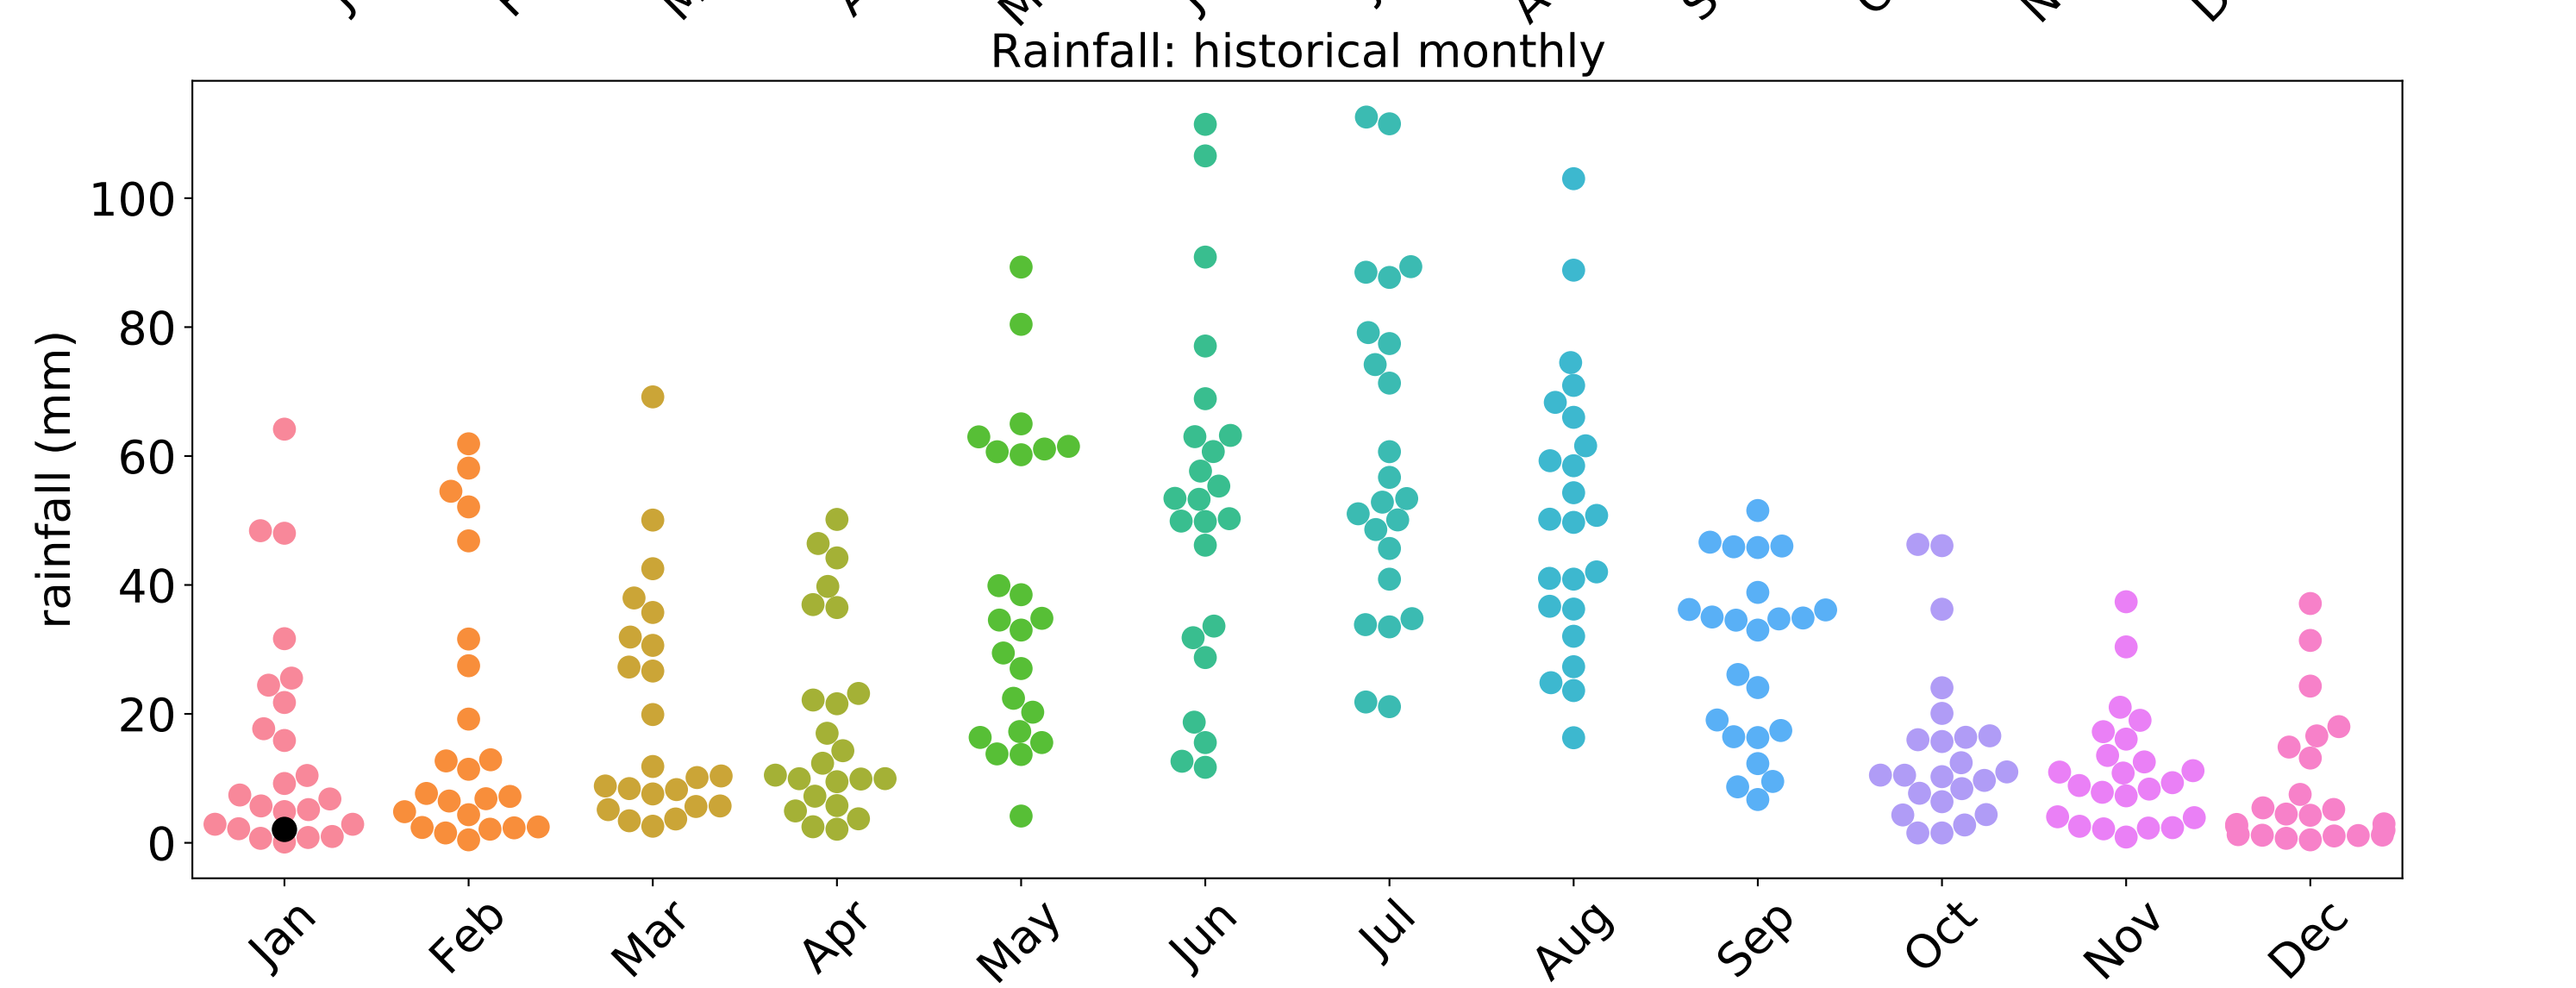 Rainfall: historical monthly
rainfall (mm)
100
80
60
40
20
0
Jan
Feb
Mar
Apr
May
Jun
Jul
Aug
Sep
Oct
Nov
Dec